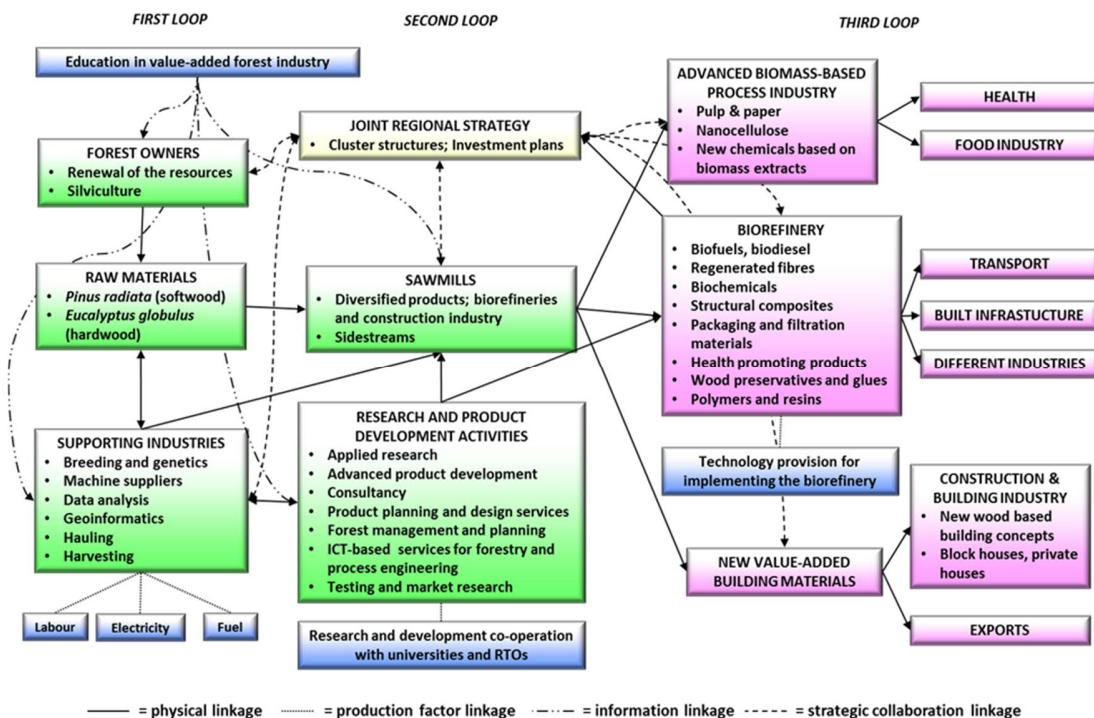 FIRST LOOP
SECOND LOOP
THIRD LOOP
Education in value-added forest industry
FOREST OWNERS
• Renewal of the resources
• Silviculture
RAW MATERIALS
• Pinus radiata (softwood)
• Eucalyptus globulus
(hardwood)
SUPPORTING INDUSTRIES
• Breeding and genetics
• Machine suppliers
• Data analysis
• Geoinformatics
• Hauling
• Harvesting
Labour
Electricity
Fuel
JOINT REGIONAL STRATEGY
• Cluster structures; Investment plans
SAWMILLS
• Diversified products; biorefineries
and construction industry
• Sidestreams
RESEARCH AND PRODUCT
DEVELOPMENT ACTIVITIES
• Applied research
• Advanced product development
• Consultancy
• Product planning and design services
• Forest management and planning
• ICT-based services for forestry and
process engineering
• Testing and market research
Research and development co-operation
with universities and RTOs
ADVANCED BIOMASS-BASED
PROCESS INDUSTRY
• Pulp & paper
• Nanocellulose
• New chemicals based on
biomass extracts
HEALTH
FOOD INDUSTRY
BIOREFINERY
• Biofuels, biodiesel
• Regenerated fibres
• Biochemicals
• Structural composites
• Packaging and filtration
materials
• Health promoting products
• Wood preservatives and glues
• Polymers and resins
TRANSPORT
BUILT INFRASTUCTURE
DIFFERENT INDUSTRIES
Technology provision for
implementing the biorefinery
NEW VALUE-ADDED
BUILDING MATERIALS
CONSTRUCTION &
BUILDING INDUSTRY
• New wood based
building concepts
• Block houses, private
houses
EXPORTS
= physical linkage
= production factor linkage
= information linkage
= strategic collaboration linkage